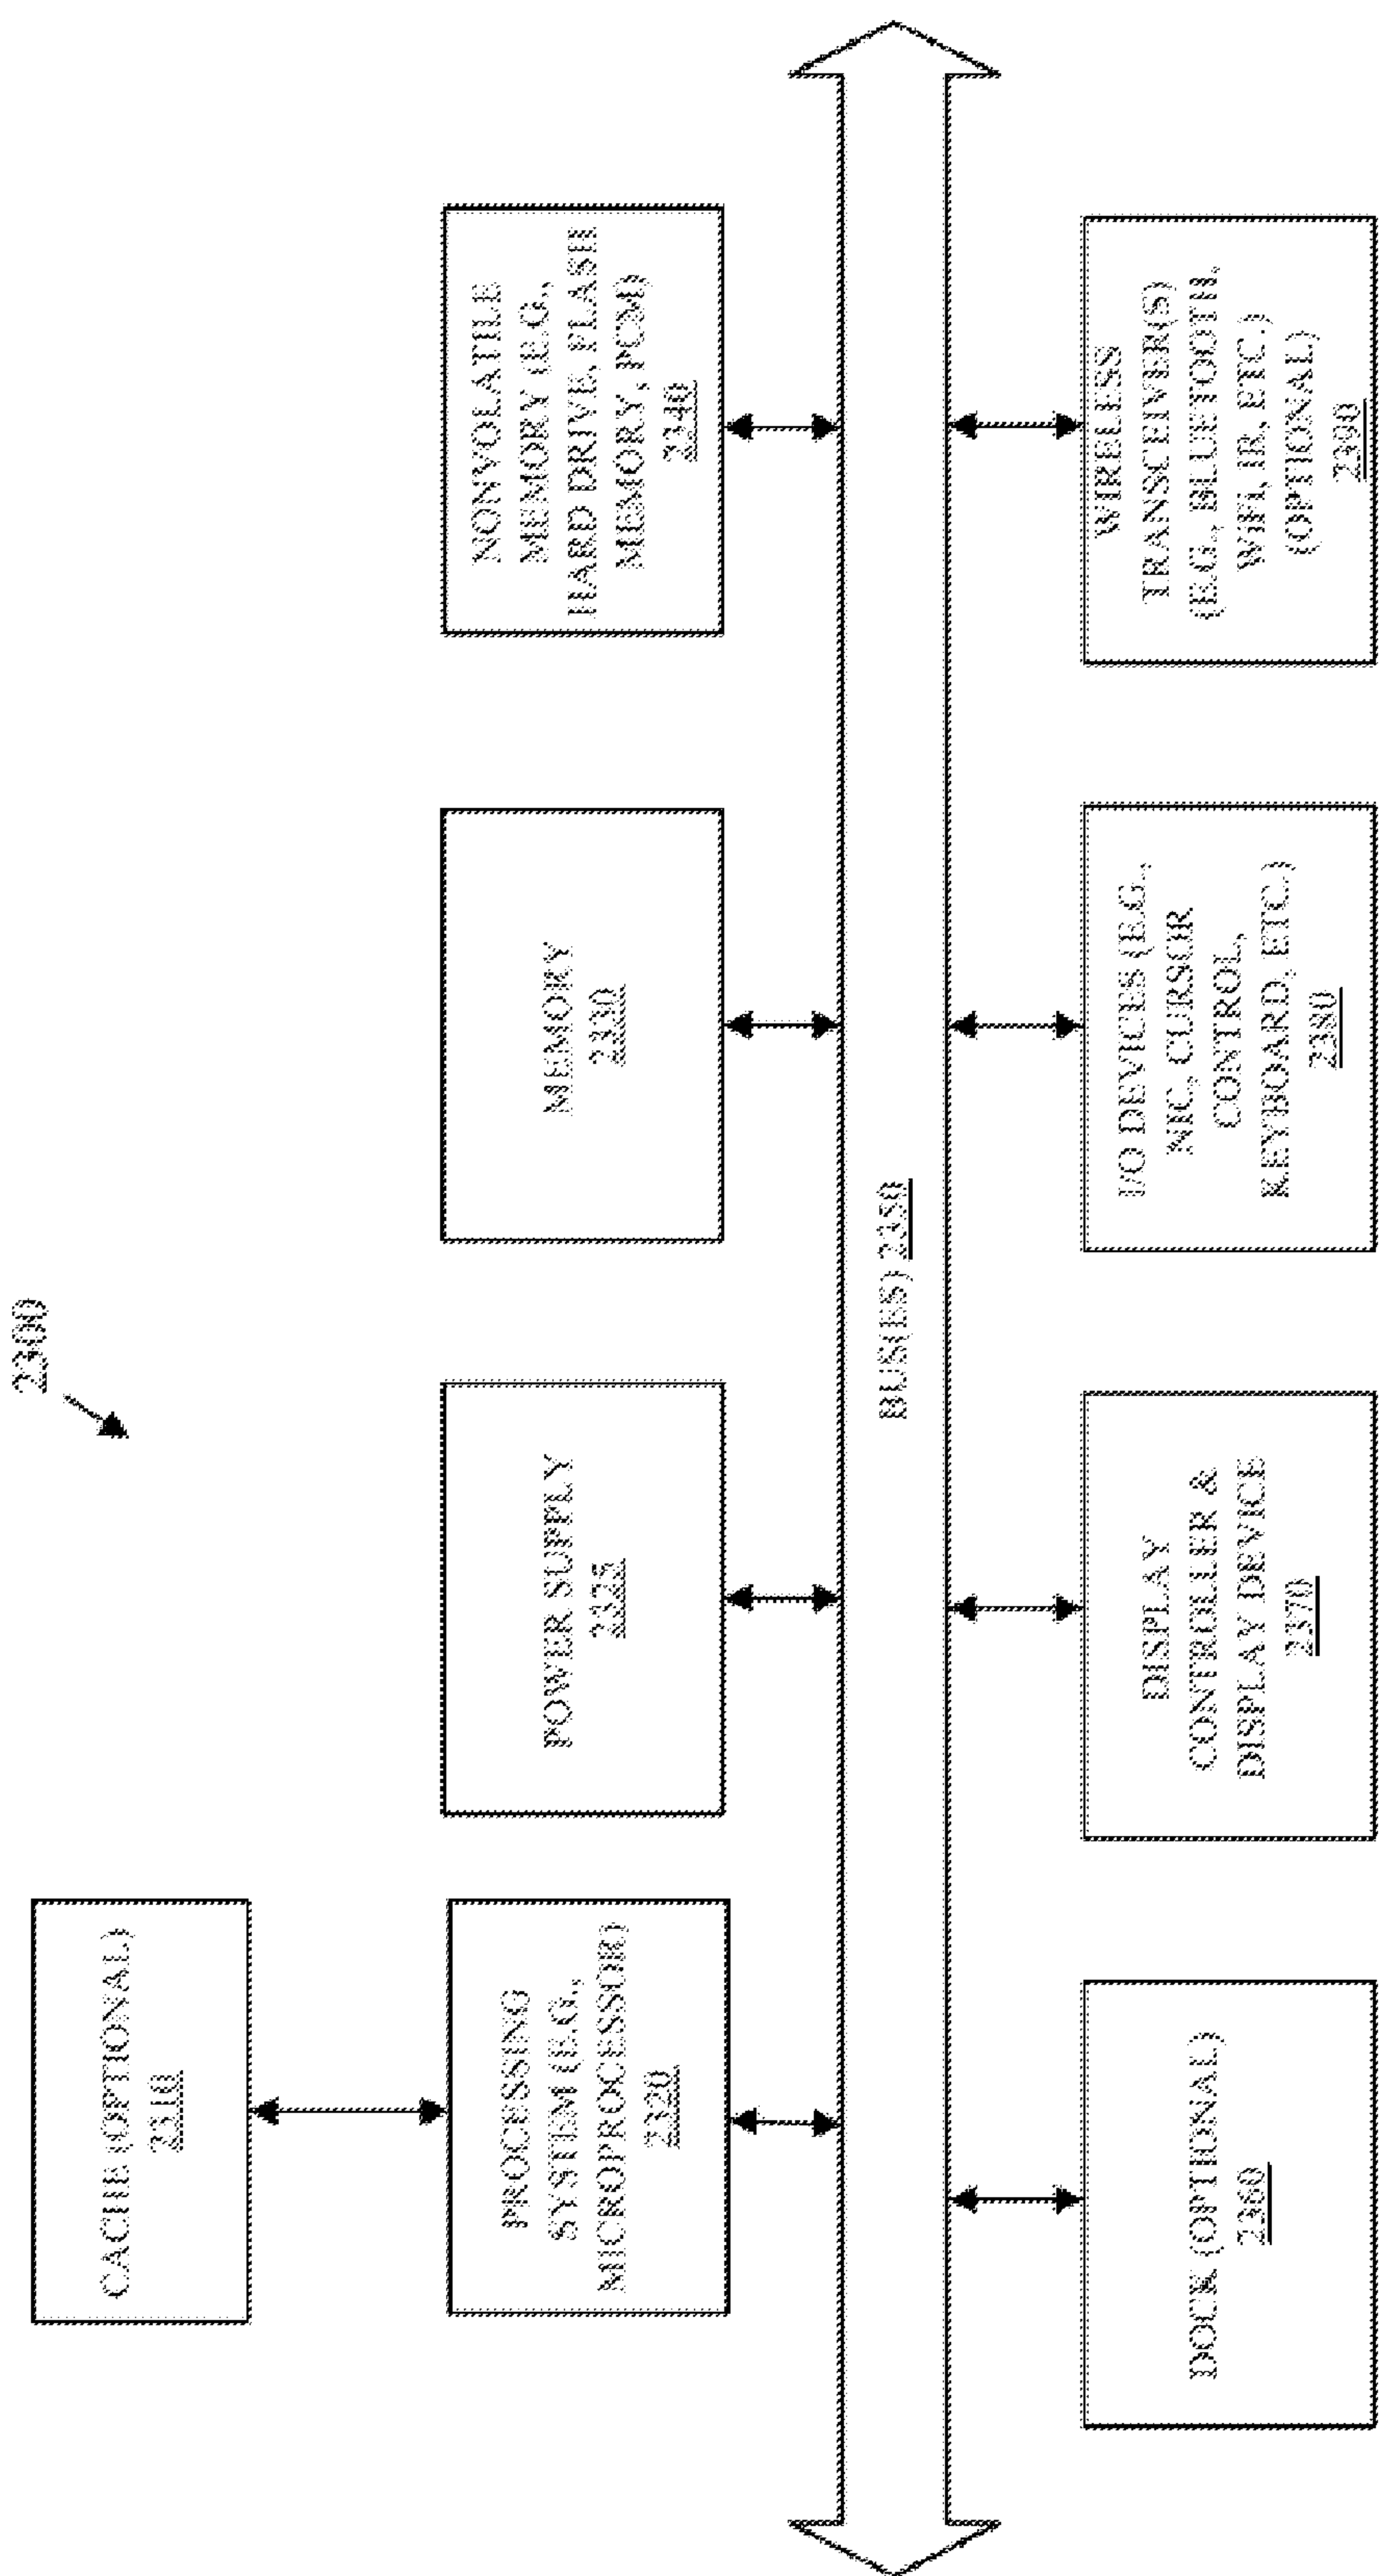 2300
CACHE (OPTIONAL)
2310
PROCESSING
SYSTEM (E.G.,
MICROPROCESSOR)
2320
POWER SUPPLY
2325
MEMORY
2330
NONVOLATILE
MEMORY (E.G.,
HARD DRIVE, FLASH
MEMORY, PCM)
2340
BUS(ES) 2350
DOCK (OPTIONAL)
2360
DISPLAY
CONTROLLER &
DISPLAY DEVICE
2370
I/O DEVICES (E.G.,
NIC, CURSOR
CONTROL,
KEYBOARD, ETC.)
2380
WIRELESS
TRANSCEIVER(S)
(E.G., BLUETOOTH,
WiFi, IR, ETC.)
(OPTIONAL)
2390